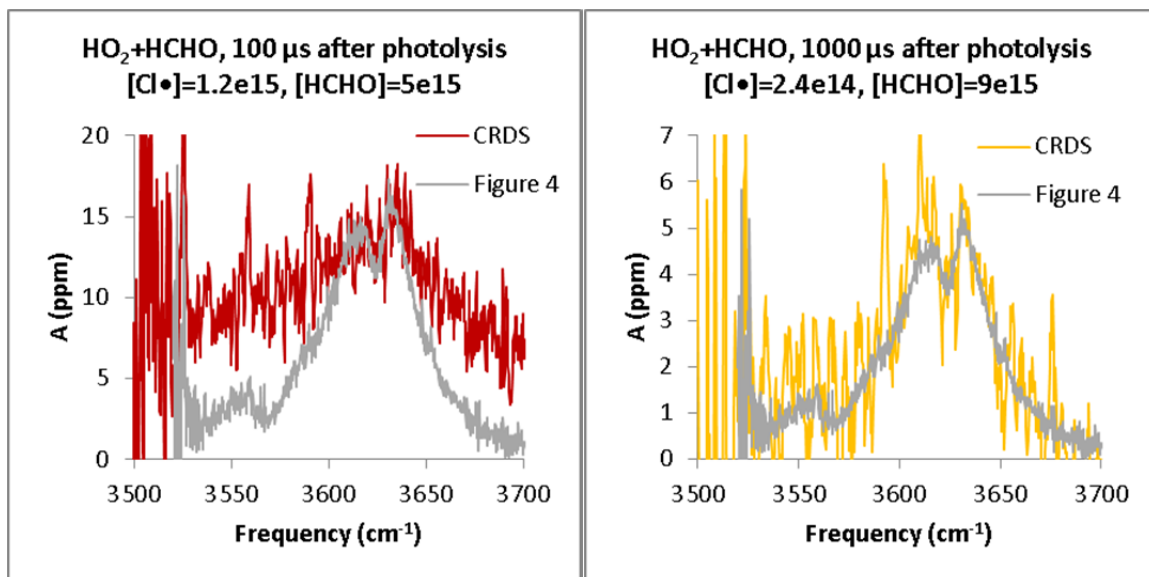 HO₂+HCHO, 100 µs after photolysis
[Cl•]=1.2e15, [HCHO]=5e15
20
CRDS
Figure 4
15
10
5
0
A (ppm)
3500 3550 3600 3650 3700
Frequency (cm⁻¹)
HO₂+HCHO, 1000 µs after photolysis
[Cl•]=2.4e14, [HCHO]=9e15
7
CRDS
6
Figure 4
5
4
3
2
1
0
A (ppm)
3500 3550 3600 3650 3700
Frequency (cm⁻¹)